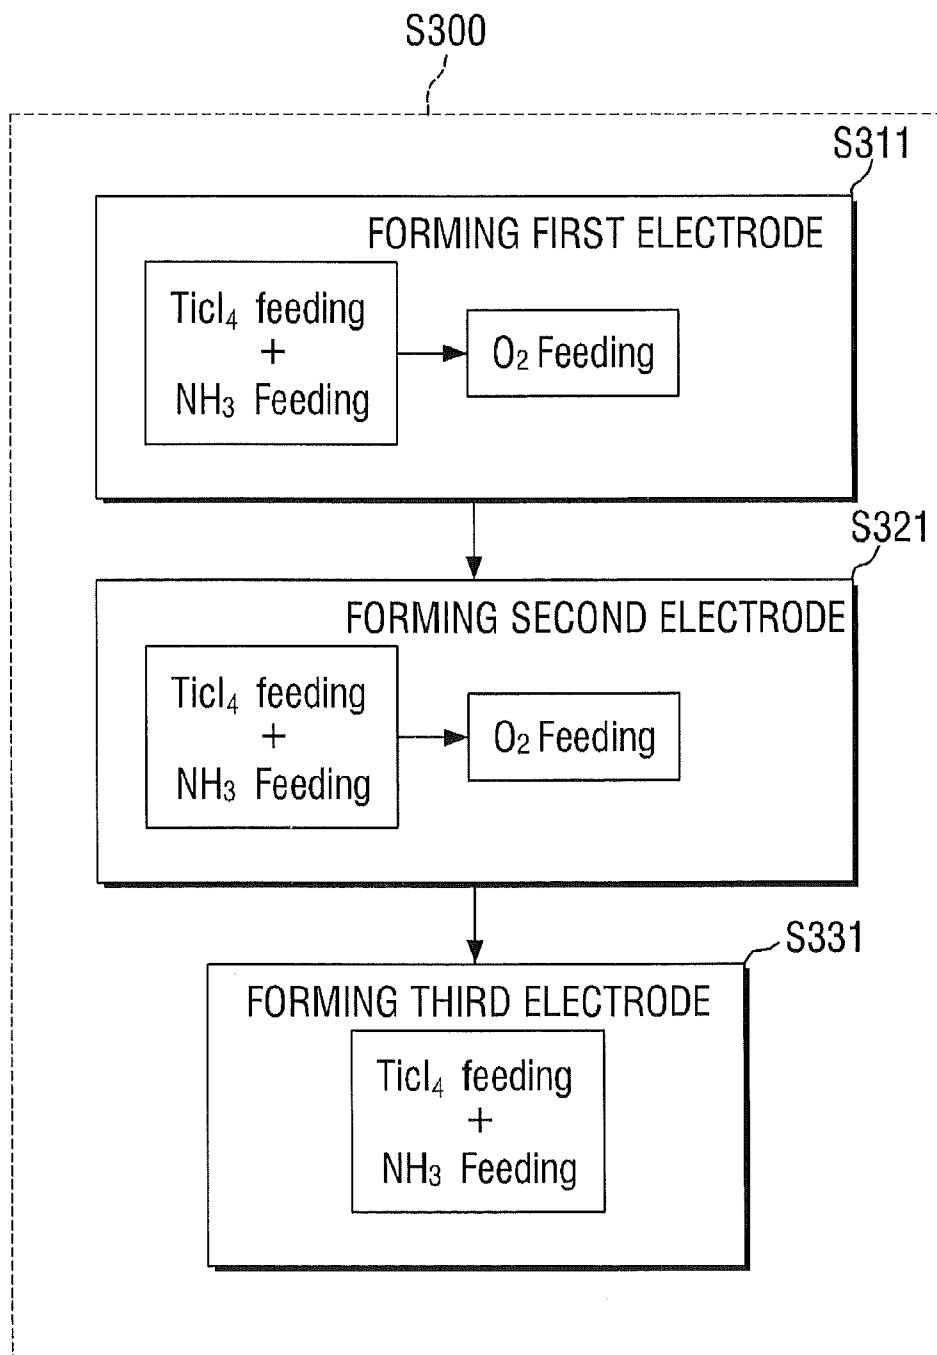 S300
S311
FORMING FIRST ELECTRODE
Ticl₄ feeding
+
NH₃ Feeding
O₂ Feeding
S321
FORMING SECOND ELECTRODE
Ticl₄ feeding
+
NH₃ Feeding
O₂ Feeding
S331
FORMING THIRD ELECTRODE
Ticl₄ feeding
+
NH₃ Feeding